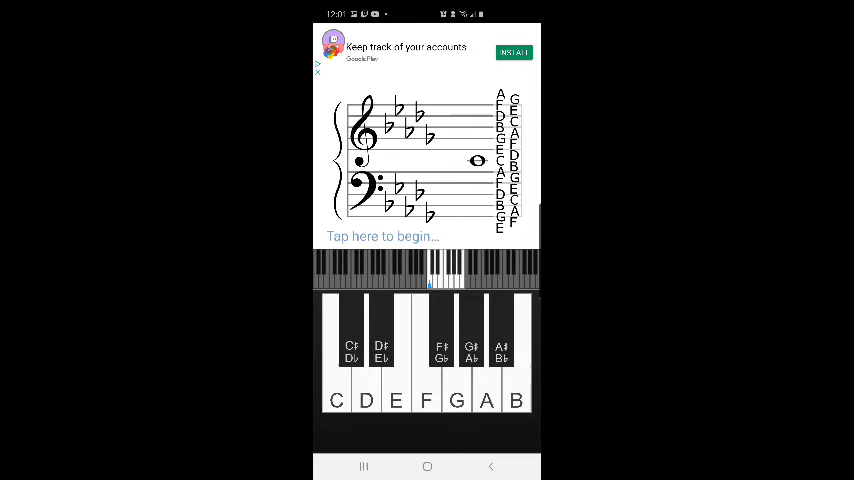 12:01
Keep track of your accounts
Google Play
INSTALL
A
G
F
E
D
C
B
A
G
F
E
D
C
B
A
G
F
E
D
C
B
A
G
F
E
Tap here to begin...
C♯ D♯ F♯ G♯ A♯
D♭ E♭ G♭ A♭ B♭
C D E F G A B